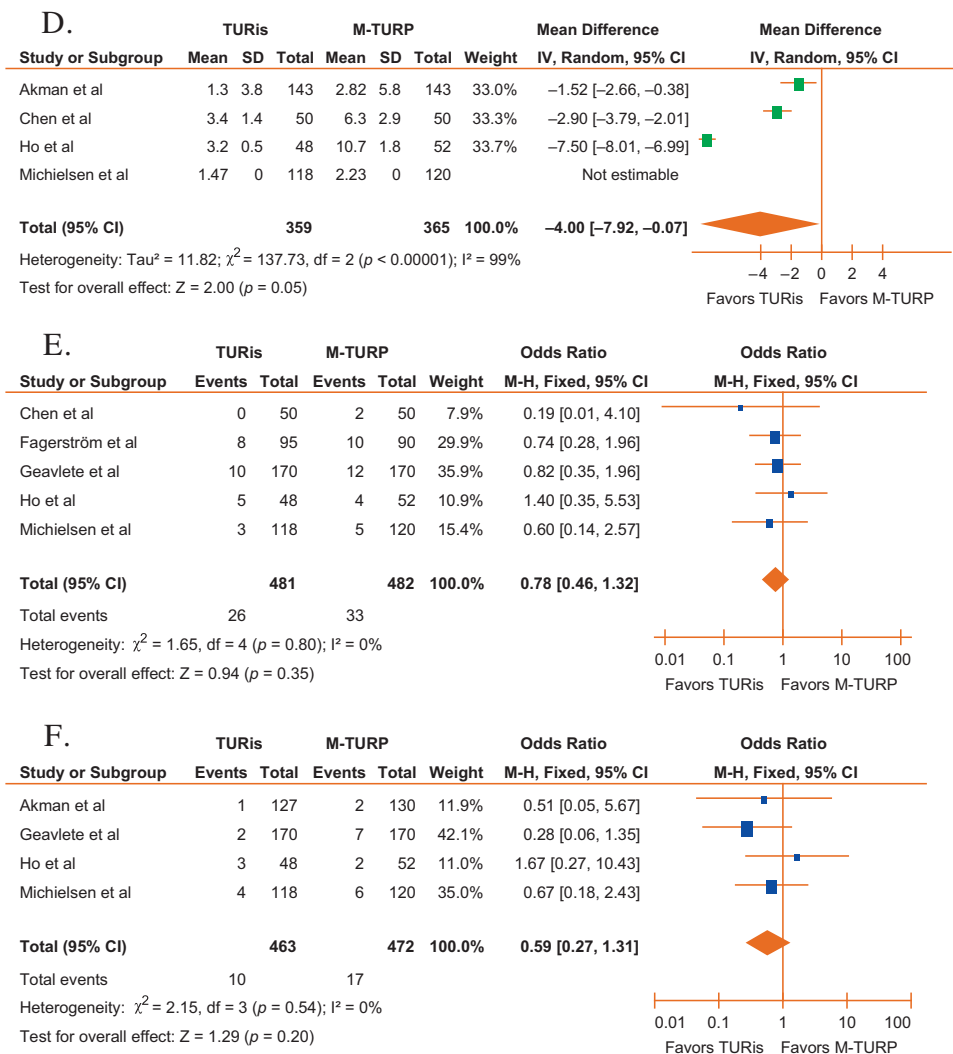 D.
TURis M-TURP Mean Difference Mean Difference
Study or Subgroup Mean SD Total Mean SD Total Weight IV, Random, 95% CI IV, Random, 95% CI
Akman et al 1.3 3.8 143 2.82 5.8 143 33.0% −1.52 [−2.66, −0.38]
Chen et al 3.4 1.4 50 6.3 2.9 50 33.3% −2.90 [−3.79, −2.01]
Ho et al 3.2 0.5 48 10.7 1.8 52 33.7% −7.50 [−8.01, −6.99]
Michielsen et al 1.47 0 118 2.23 0 120 Not estimable
Total (95% CI) 359 365 100.0% −4.00 [−7.92, −0.07]
Heterogeneity: Tau² = 11.82; χ² = 137.73, df = 2 (p < 0.00001); I² = 99%
Test for overall effect: Z = 2.00 (p = 0.05)
−4 −2 0 2 4
Favors TURis Favors M-TURP
E.
TURis M-TURP Odds Ratio Odds Ratio
Study or Subgroup Events Total Events Total Weight M-H, Fixed, 95% CI M-H, Fixed, 95% CI
Chen et al 0 50 2 50 7.9% 0.19 [0.01, 4.10]
Fagerström et al 8 95 10 90 29.9% 0.74 [0.28, 1.96]
Geavlete et al 10 170 12 170 35.9% 0.82 [0.35, 1.96]
Ho et al 5 48 4 52 10.9% 1.40 [0.35, 5.53]
Michielsen et al 3 118 5 120 15.4% 0.60 [0.14, 2.57]
Total (95% CI) 481 482 100.0% 0.78 [0.46, 1.32]
Total events 26 33
Heterogeneity: χ² = 1.65, df = 4 (p = 0.80); I² = 0%
Test for overall effect: Z = 0.94 (p = 0.35)
0.01 0.1 1 10 100
Favors TURis Favors M-TURP
F.
TURis M-TURP Odds Ratio Odds Ratio
Study or Subgroup Events Total Events Total Weight M-H, Fixed, 95% CI M-H, Fixed, 95% CI
Akman et al 1 127 2 130 11.9% 0.51 [0.05, 5.67]
Geavlete et al 2 170 7 170 42.1% 0.28 [0.06, 1.35]
Ho et al 3 48 2 52 11.0% 1.67 [0.27, 10.43]
Michielsen et al 4 118 6 120 35.0% 0.67 [0.18, 2.43]
Total (95% CI) 463 472 100.0% 0.59 [0.27, 1.31]
Total events 10 17
Heterogeneity: χ² = 2.15, df = 3 (p = 0.54); I² = 0%
Test for overall effect: Z = 1.29 (p = 0.20)
0.01 0.1 1 10 100
Favors TURis Favors M-TURP